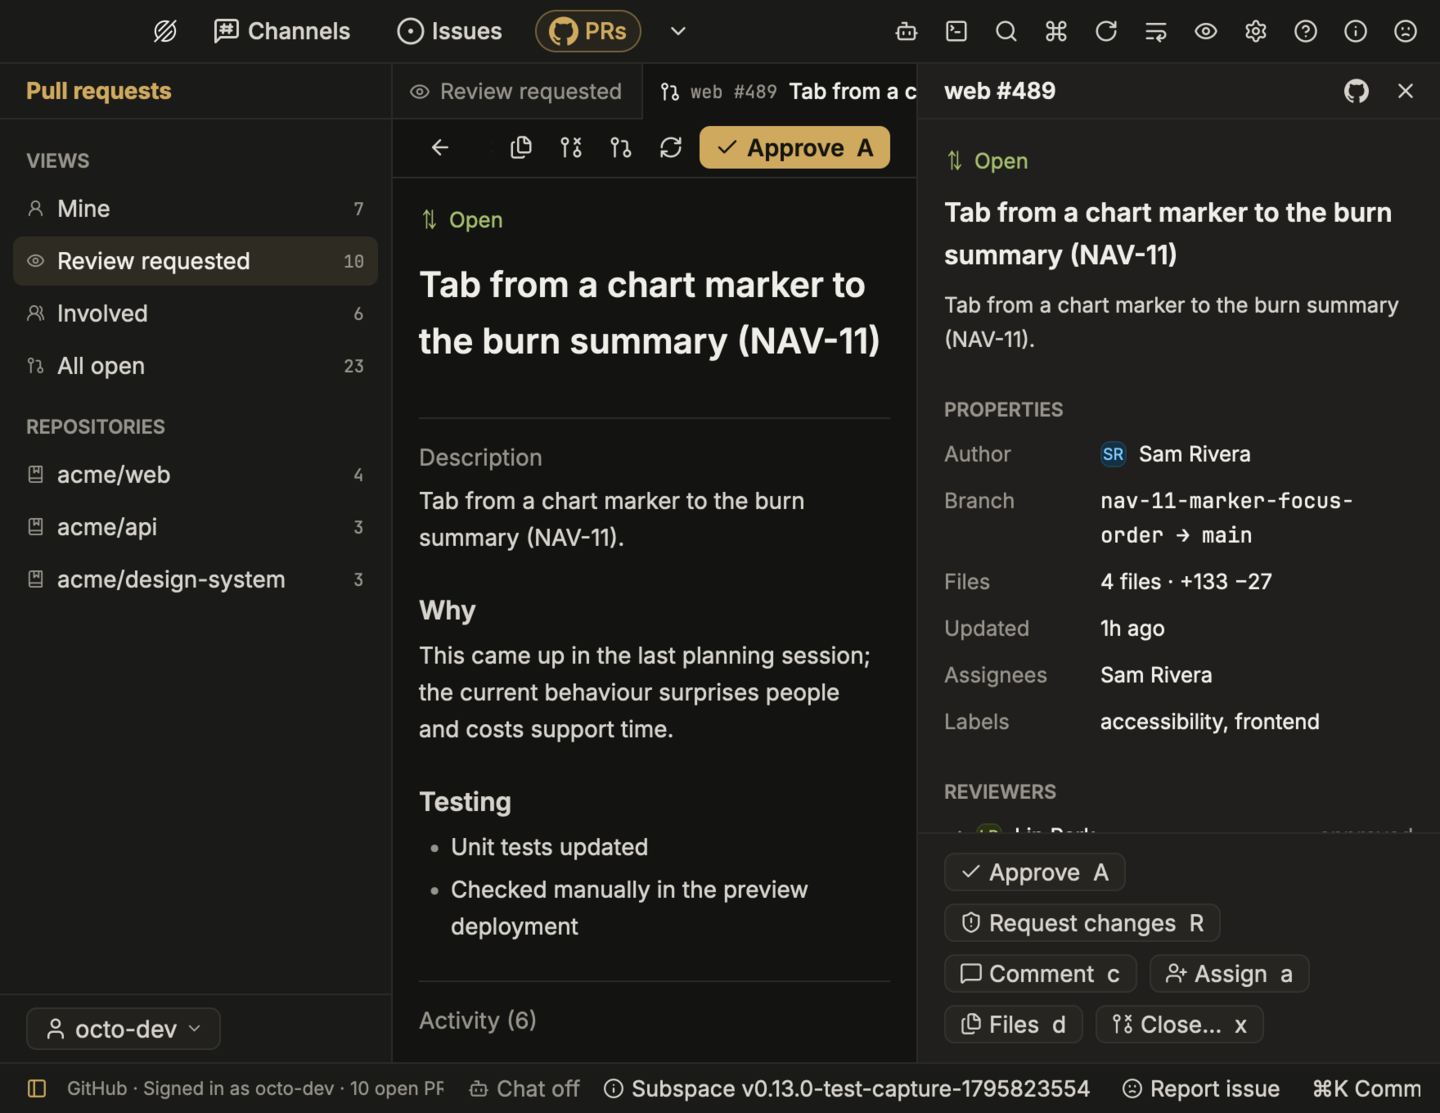 Channels
Issues
PRs
Pull requests
VIEWS
Mine 7
Review requested 10
Involved 6
All open 23
REPOSITORIES
acme/web 4
acme/api 3
acme/design-system 3
octo-dev
Review requested
web #489 Tab from a c
Approve A
Open
Tab from a chart marker to
the burn summary (NAV-11)
Description
Tab from a chart marker to the burn
summary (NAV-11).
Why
This came up in the last planning session;
the current behaviour surprises people
and costs support time.
Testing
• Unit tests updated
• Checked manually in the preview
deployment
Activity (6)
web #489
Open
Tab from a chart marker to the burn
summary (NAV-11)
Tab from a chart marker to the burn summary
(NAV-11).
PROPERTIES
Author SR Sam Rivera
Branch nav-11-marker-focus-
order → main
Files 4 files · +133 −27
Updated 1h ago
Assignees Sam Rivera
Labels accessibility, frontend
REVIEWERS
Approve A
Request changes R
Comment c
Assign a
Files d
Close... x
GitHub · Signed in as octo-dev · 10 open PR
Chat off
Subspace v0.13.0-test-capture-1795823554
Report issue
⌘K Comm